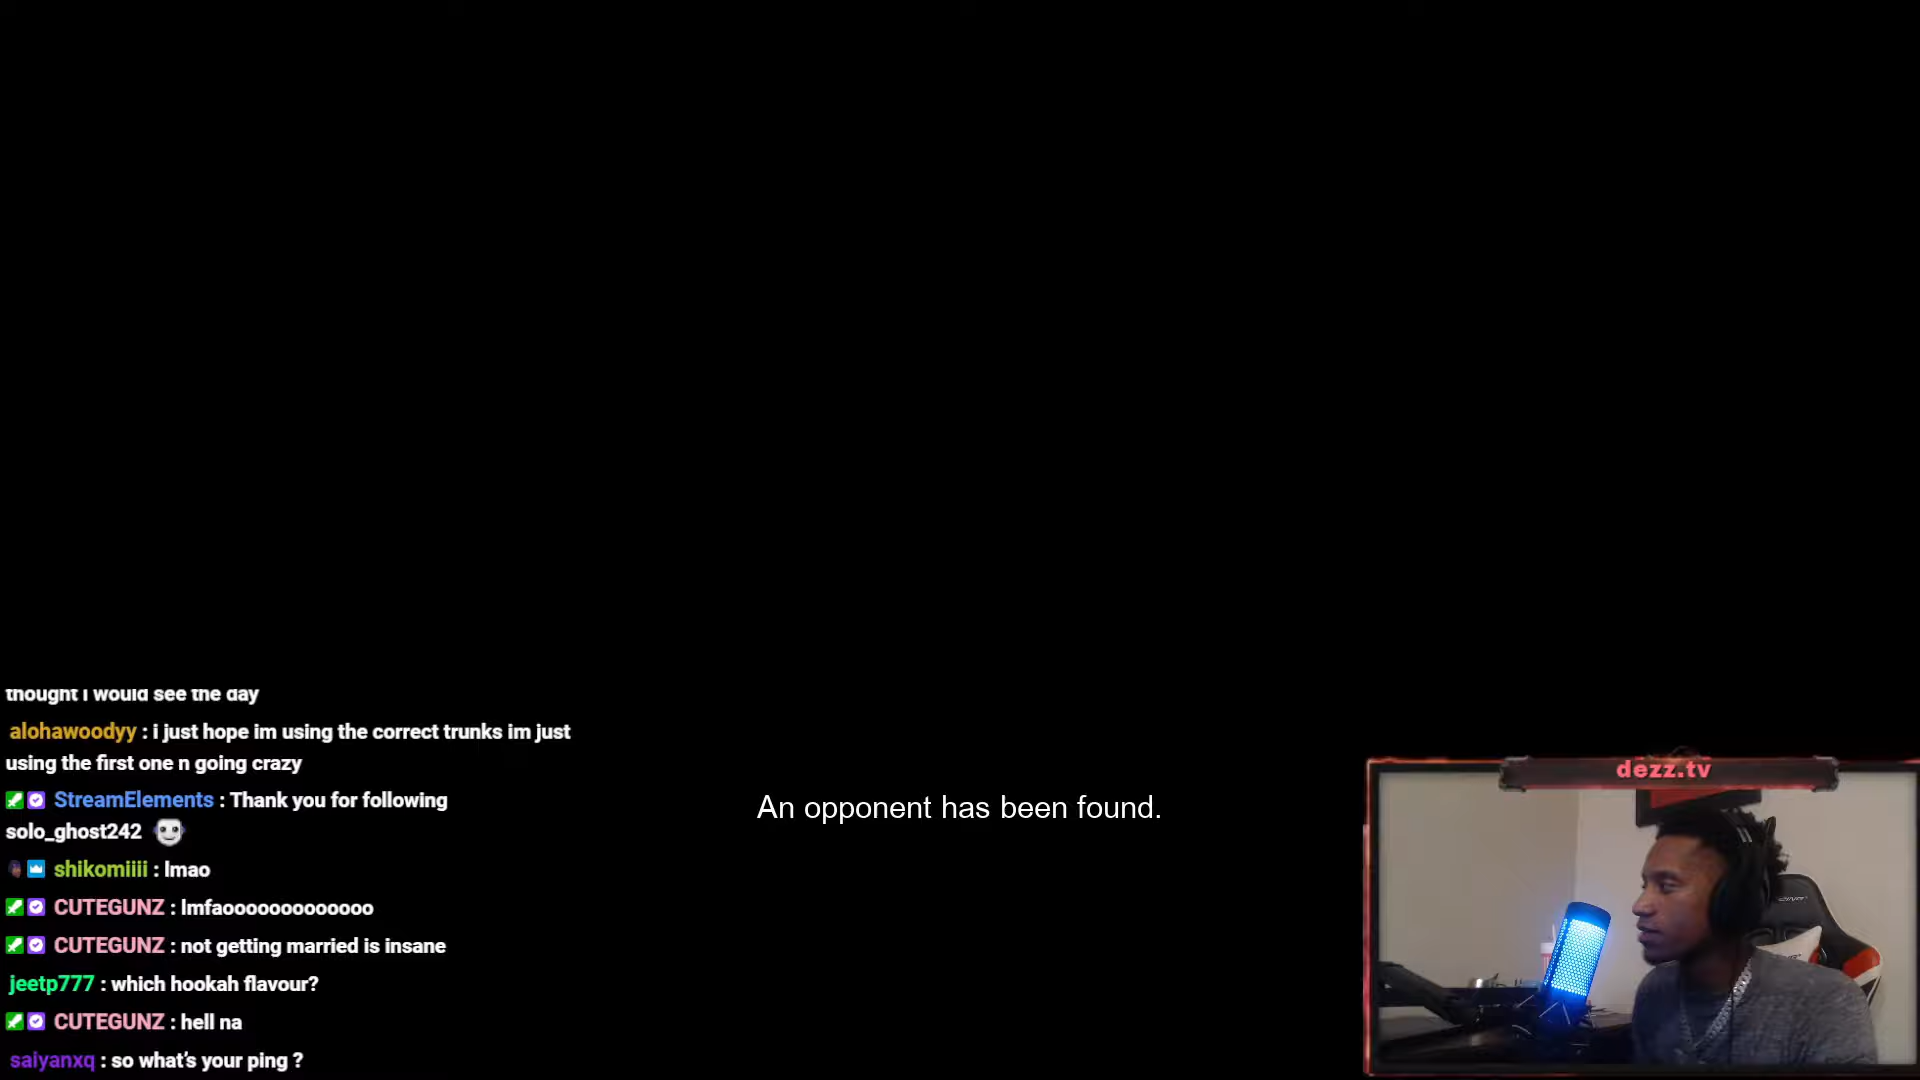 thought i would see the day
alohawoodyy : i just hope im using the correct trunks im just
using the first one n going crazy
StreamElements : Thank you for following
solo_ghost242
shikomiiii : lmao
CUTEGUNZ : lmfaooooooooooooo
CUTEGUNZ : not getting married is insane
jeetp777 : which hookah flavour?
CUTEGUNZ : hell na
saiyanxq : so what's your ping ?
An opponent has been found.
dezz.tv